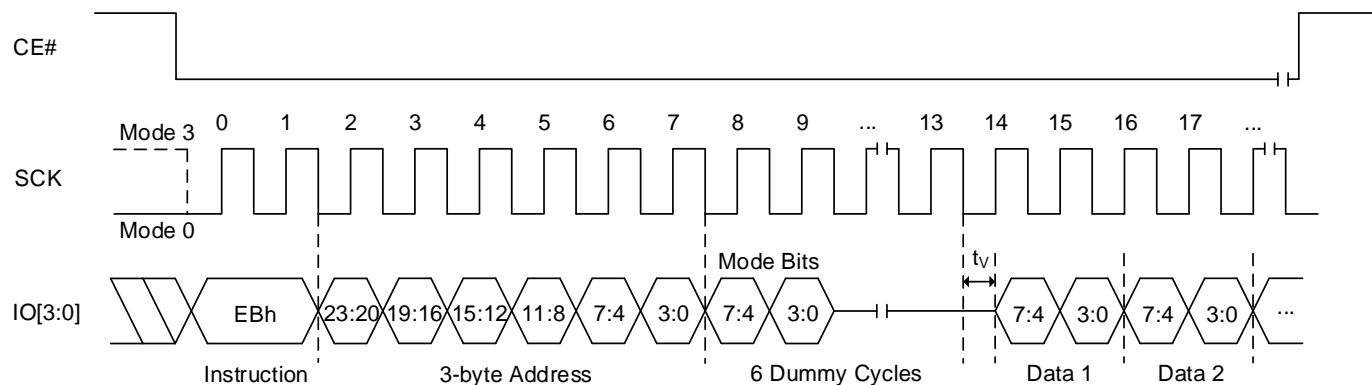 CE#
0 1 2 3 4 5 6 7 8 9 ... 13 14 15 16 17 ...
Mode 3
SCK
Mode 0
Mode Bits tV
IO[3:0] EBh 23:20 19:16 15:12 11:8 7:4 3:0 7:4 3:0 7:4 3:0 7:4 3:0 ...
Instruction 3-byte Address 6 Dummy Cycles Data 1 Data 2